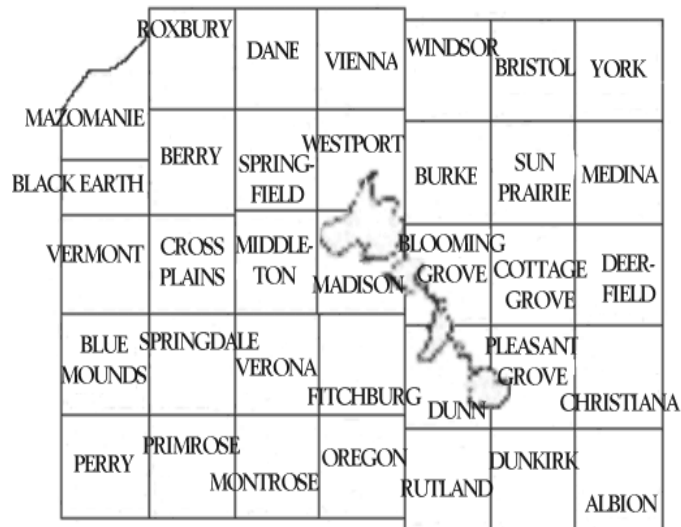 ROXBURY
DANE
VIENNA
WINDSOR
BRISTOL
YORK
MAZOMANIE
BERRY
SPRING-
FIELD
WESTPORT
BURKE
SUN
PRAIRIE
MEDINA
BLACK EARTH
VERMONT
CROSS
PLAINS
MIDDLE-
TON
MADISON
BLOOMING
GROVE
COTTAGE
GROVE
DEER-
FIELD
BLUE
MOUNDS
SPRINGDALE
VERONA
FITCHBURG
DUNN
PLEASANT
GROVE
CHRISTIANA
PERRY
PRIMROSE
MONTROSE
OREGON
RUTLAND
DUNKIRK
ALBION